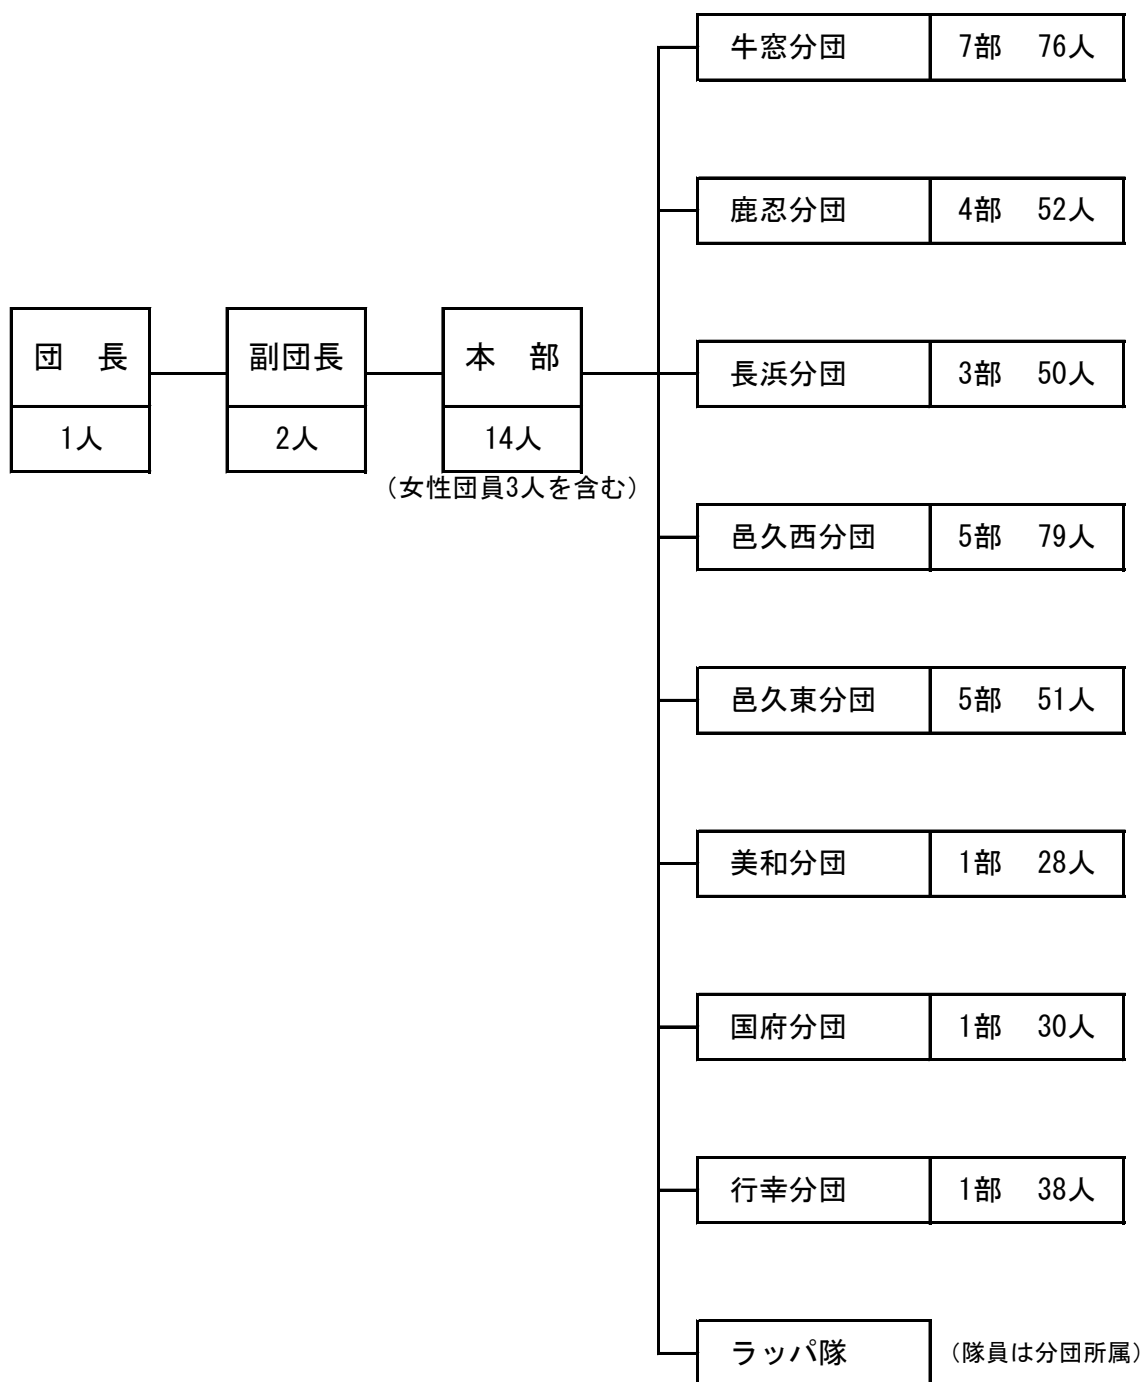 牛窓分団 7部 76人
鹿忍分団 4部 52人
団 長
副団長
本 部
長浜分団 3部 50人
1人
2人
14人
(女性団員3人を含む)
邑久西分団 5部 79人
邑久東分団 5部 51人
美和分団 1部 28人
国府分団 1部 30人
行幸分団 1部 38人
ラッパ隊 (隊員は分団所属)